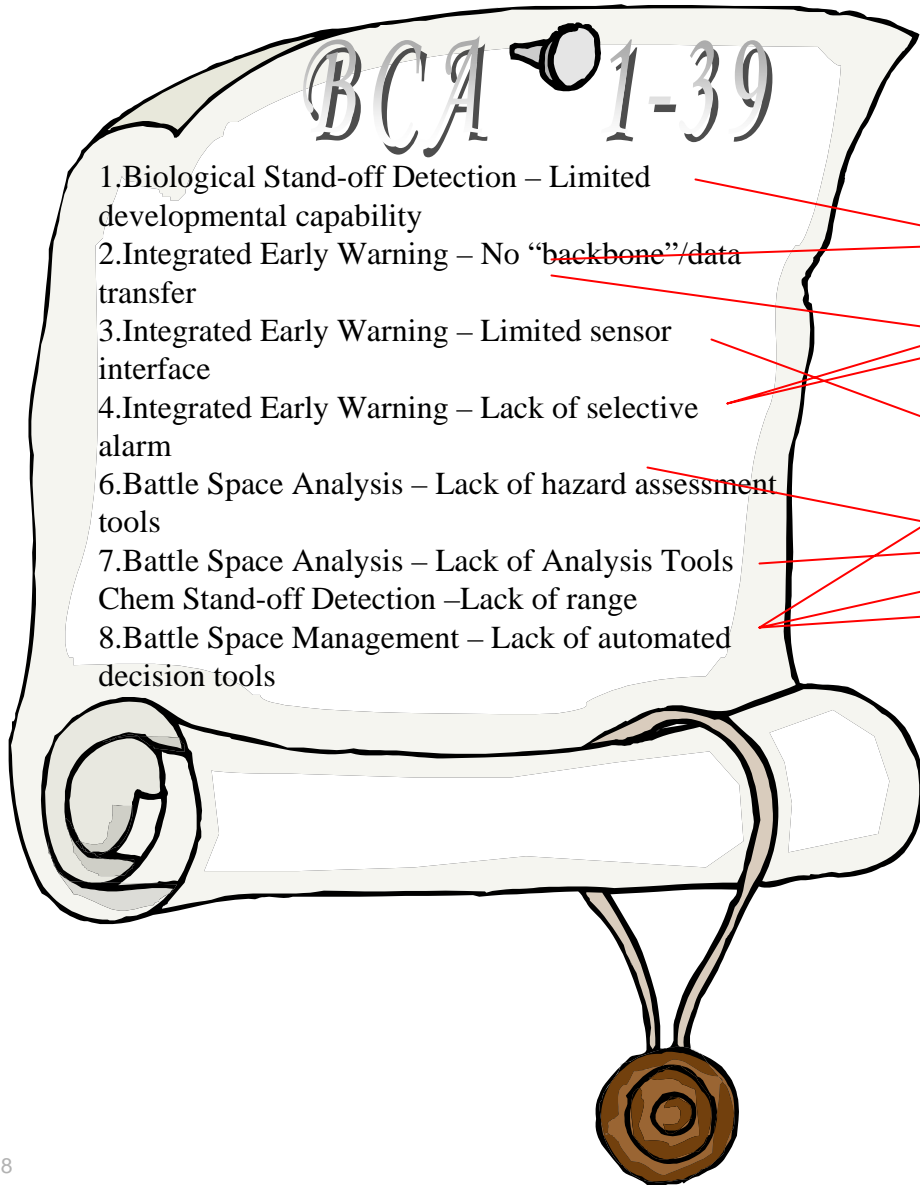 BCA 1-39
1.Biological Stand-off Detection – Limited
developmental capability
2.Integrated Early Warning – No “backbone”/data
transfer
3.Integrated Early Warning – Limited sensor
interface
4.Integrated Early Warning – Lack of selective
alarm
6.Battle Space Analysis – Lack of hazard assessment
tools
7.Battle Space Analysis – Lack of Analysis Tools
Chem Stand-off Detection –Lack of range
8.Battle Space Management – Lack of automated
decision tools
8